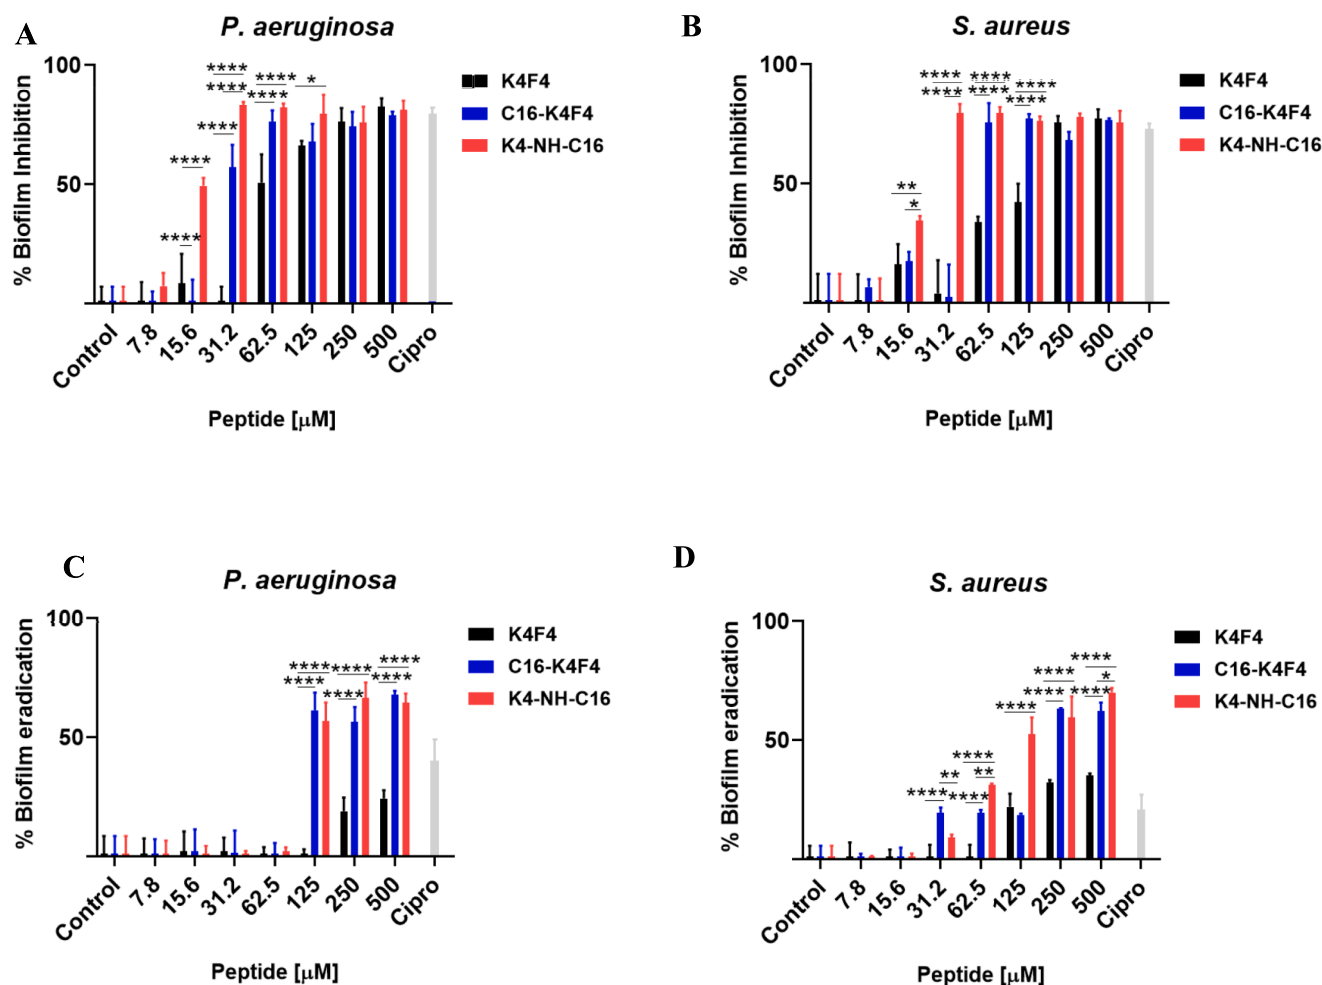 A
P. aeruginosa
% Biofilm Inhibition
100
50
**** **** **** **** **** **** **** *
K4F4
C16-K4F4
K4-NH-C16
Control 7.8 15.6 31.2 62.5 125 250 500 Cipro
Peptide [μM]
B
S. aureus
% Biofilm Inhibition
100
50
** * **** **** **** **** **** ****
K4F4
C16-K4F4
K4-NH-C16
Control 7.8 15.6 31.2 62.5 125 250 500 Cipro
Peptide [μM]
C
P. aeruginosa
% Biofilm eradication
100
50
**** **** **** **** **** ****
K4F4
C16-K4F4
K4-NH-C16
Control 7.8 15.6 31.2 62.5 125 250 500 Cipro
Peptide [μM]
D
S. aureus
% Biofilm eradication
100
50
**** ** **** ** **** **** **** **** **** * ****
K4F4
C16-K4F4
K4-NH-C16
Control 7.8 15.6 31.2 62.5 125 250 500 Cipro
Peptide [μM]